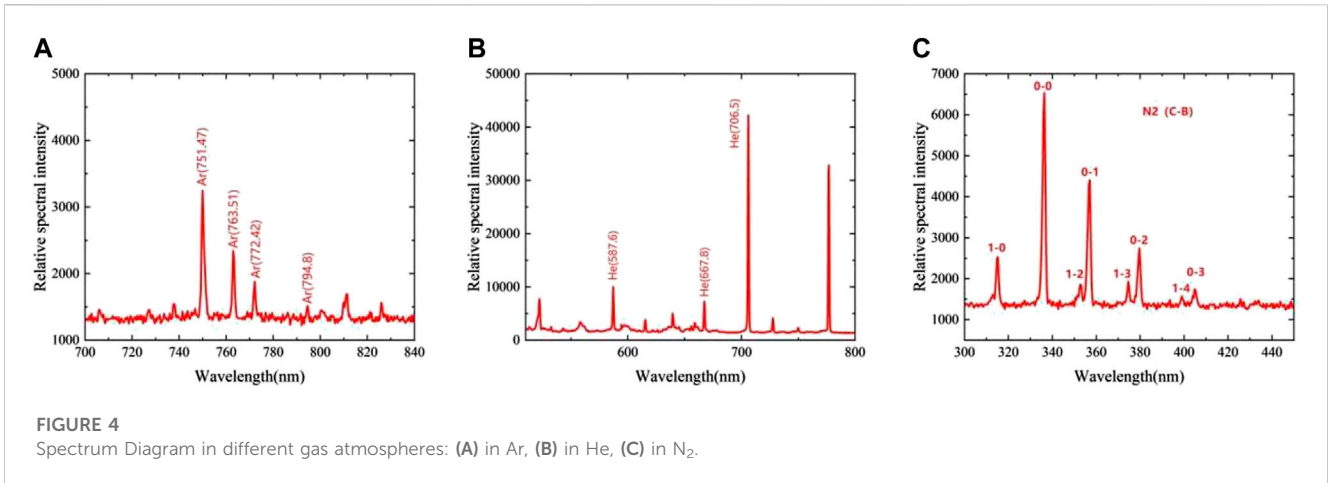 A
5000
4000
3000
2000
1000
Relative spectral intensity
Ar(751.47)
Ar(763.51)
Ar(772.42)
Ar(794.8)
700 720 740 760 780 800 820 840
Wavelength(nm)
B
50000
40000
30000
20000
10000
0
Relative spectral intensity
He(587.6)
He(667.8)
He(706.5)
600 700 800
Wavelength(nm)
C
7000
6000
5000
4000
3000
2000
1000
Relative spectral intensity
N2 (C-B)
1-0
0-0
1-2
0-1
1-3
0-2
1-4
0-3
300 320 340 360 380 400 420 440
Wavelength(nm)
FIGURE 4
Spectrum Diagram in different gas atmospheres: (A) in Ar, (B) in He, (C) in N₂.